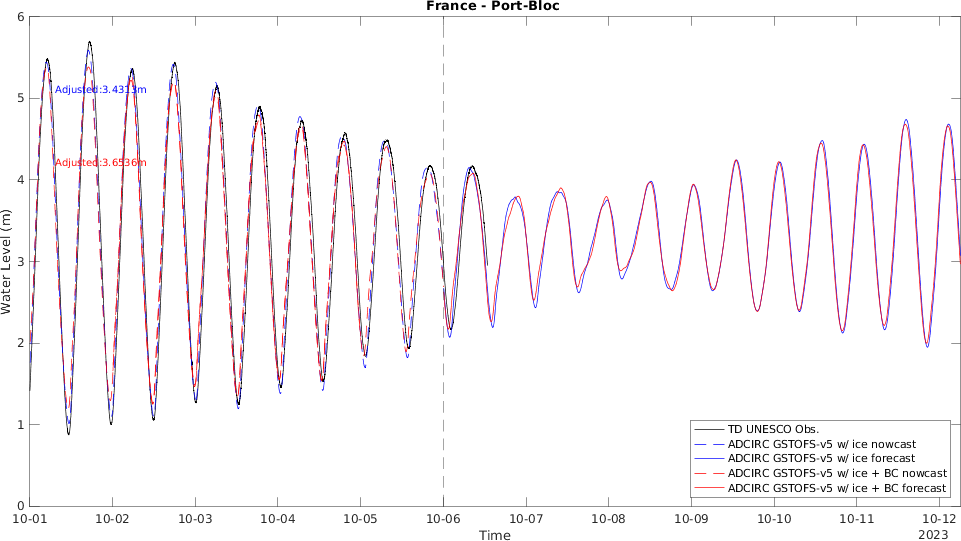 France - Port-Bloc
6
5
4
3
2
1
0
Water Level (m)
Adjusted:3.4313m
Adjusted:3.6536m
TD UNESCO Obs.
ADCIRC GSTOFS-v5 w/ ice nowcast
ADCIRC GSTOFS-v5 w/ ice forecast
ADCIRC GSTOFS-v5 w/ ice + BC nowcast
ADCIRC GSTOFS-v5 w/ ice + BC forecast
10-01 10-02 10-03 10-04 10-05 10-06 10-07 10-08 10-09 10-10 10-11 10-12
Time
2023